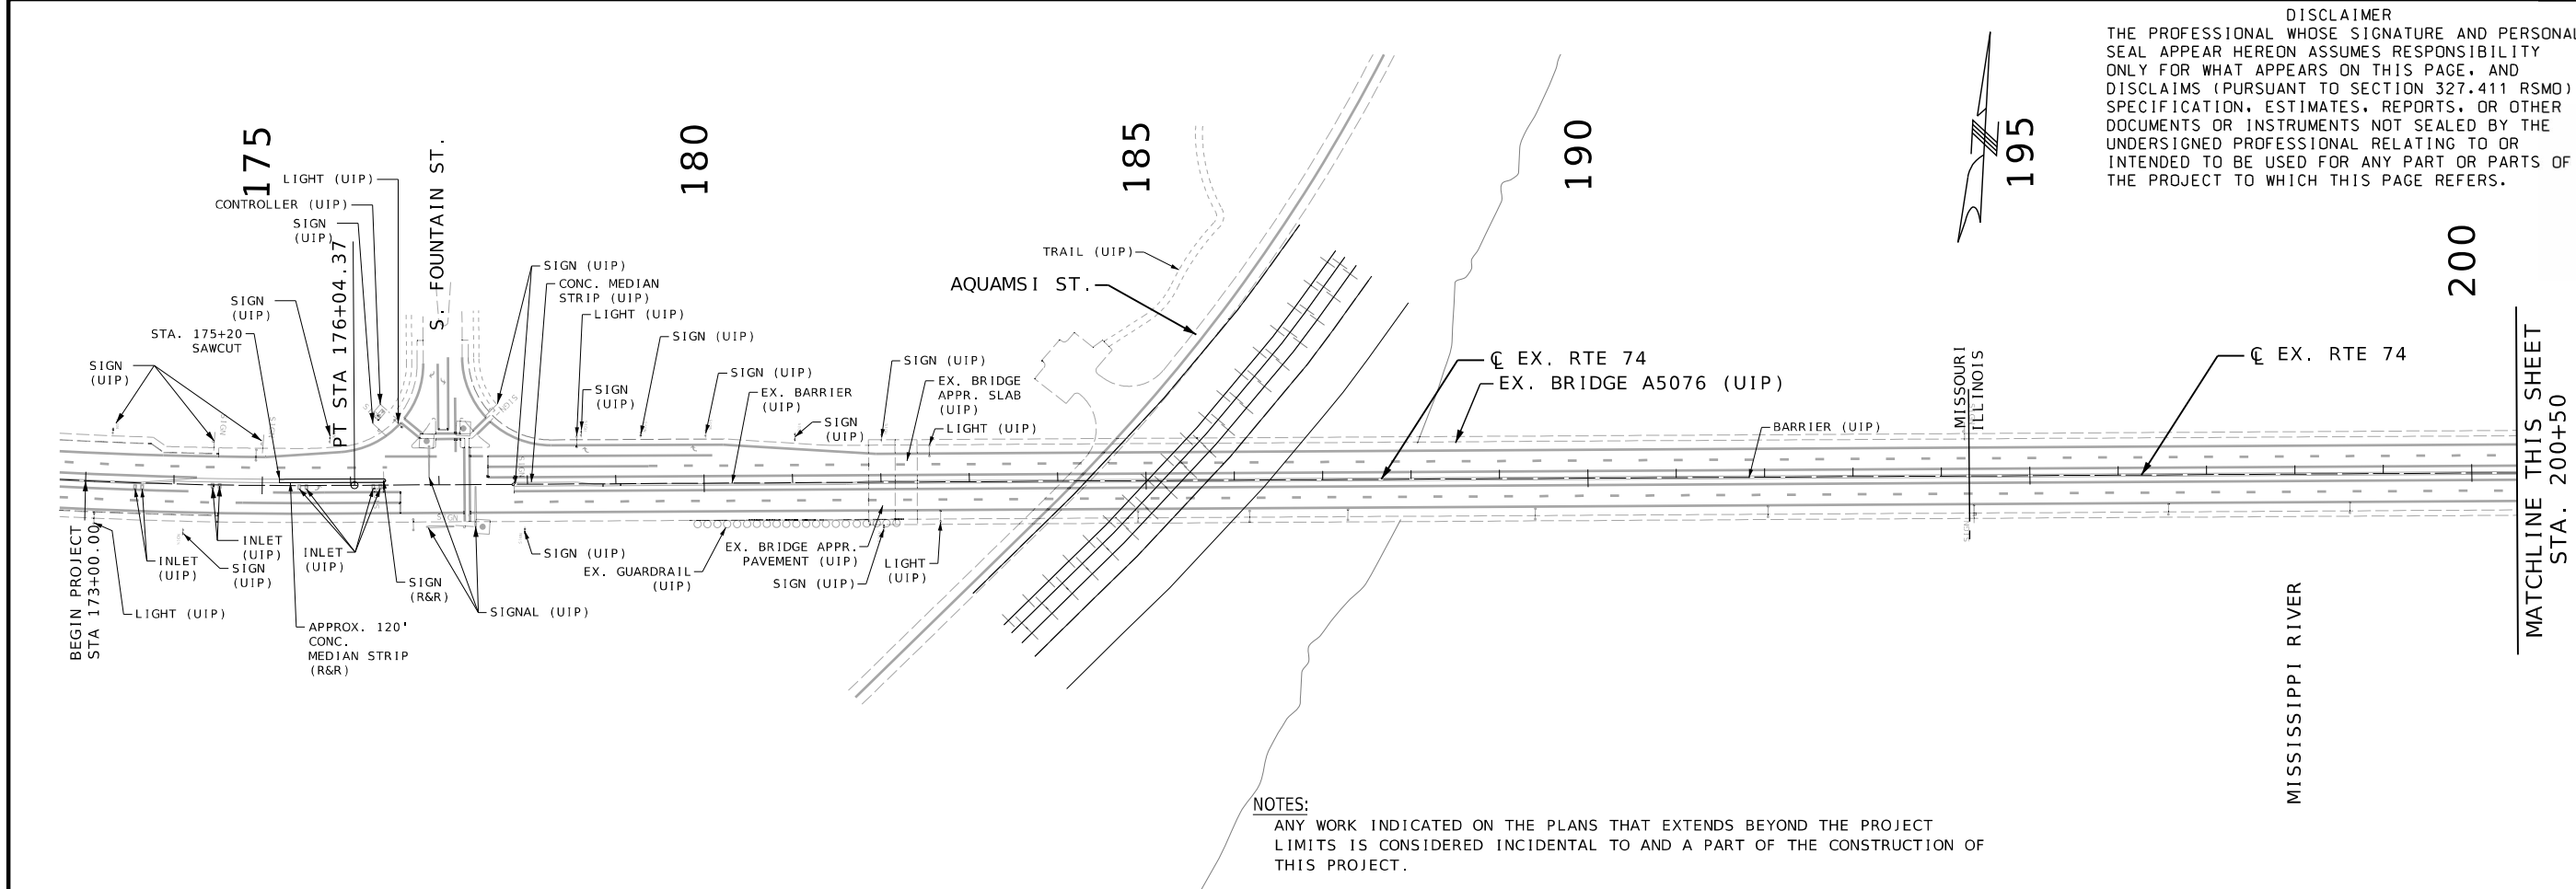 DISCLAIMER
THE PROFESSIONAL WHOSE SIGNATURE AND PERSONAL
SEAL APPEAR HEREON ASSUMES RESPONSIBILITY
ONLY FOR WHAT APPEARS ON THIS PAGE, AND
DISCLAIMS (PURSUANT TO SECTION 327.411 RSMO)
SPECIFICATION, ESTIMATES, REPORTS, OR OTHER
DOCUMENTS OR INSTRUMENTS NOT SEALED BY THE
UNDERSIGNED PROFESSIONAL RELATING TO OR
INTENDED TO BE USED FOR ANY PART OR PARTS OF
THE PROJECT TO WHICH THIS PAGE REFERS.
175
180
185
190
195
200
LIGHT (UIP)
CONTROLLER (UIP)
SIGN
(UIP)
PT STA 176+04.37
S. FOUNTAIN ST.
SIGN
(UIP)
STA. 175+20
SAWCUT
SIGN
(UIP)
SIGN (UIP)
CONC. MEDIAN
STRIP (UIP)
LIGHT (UIP)
SIGN (UIP)
SIGN
(UIP)
SIGN (UIP)
EX. BARRIER
(UIP)
SIGN
(UIP)
SIGN (UIP)
EX. BRIDGE
APPR. SLAB
(UIP)
LIGHT (UIP)
TRAIL (UIP)
AQUAMSI ST.
℄ EX. RTE 74
EX. BRIDGE A5076 (UIP)
BARRIER (UIP)
MISSOURI
ILLINOIS
℄ EX. RTE 74
MATCHLINE THIS SHEET
STA. 200+50
SIGN
SIGN
SIGN
SIGN
BEGIN PROJECT
STA 173+00.00
LIGHT (UIP)
INLET
(UIP)
SIGN
(UIP)
INLET
(UIP)
INLET
(UIP)
APPROX. 120'
CONC.
MEDIAN STRIP
(R&R)
SIGN
(R&R)
SIGNAL (UIP)
SIGN (UIP)
EX. GUARDRAIL
(UIP)
EX. BRIDGE APPR.
PAVEMENT (UIP)
SIGN (UIP)
LIGHT
(UIP)
MISSISSIPPI RIVER
NOTES:
ANY WORK INDICATED ON THE PLANS THAT EXTENDS BEYOND THE PROJECT
LIMITS IS CONSIDERED INCIDENTAL TO AND A PART OF THE CONSTRUCTION OF
THIS PROJECT.